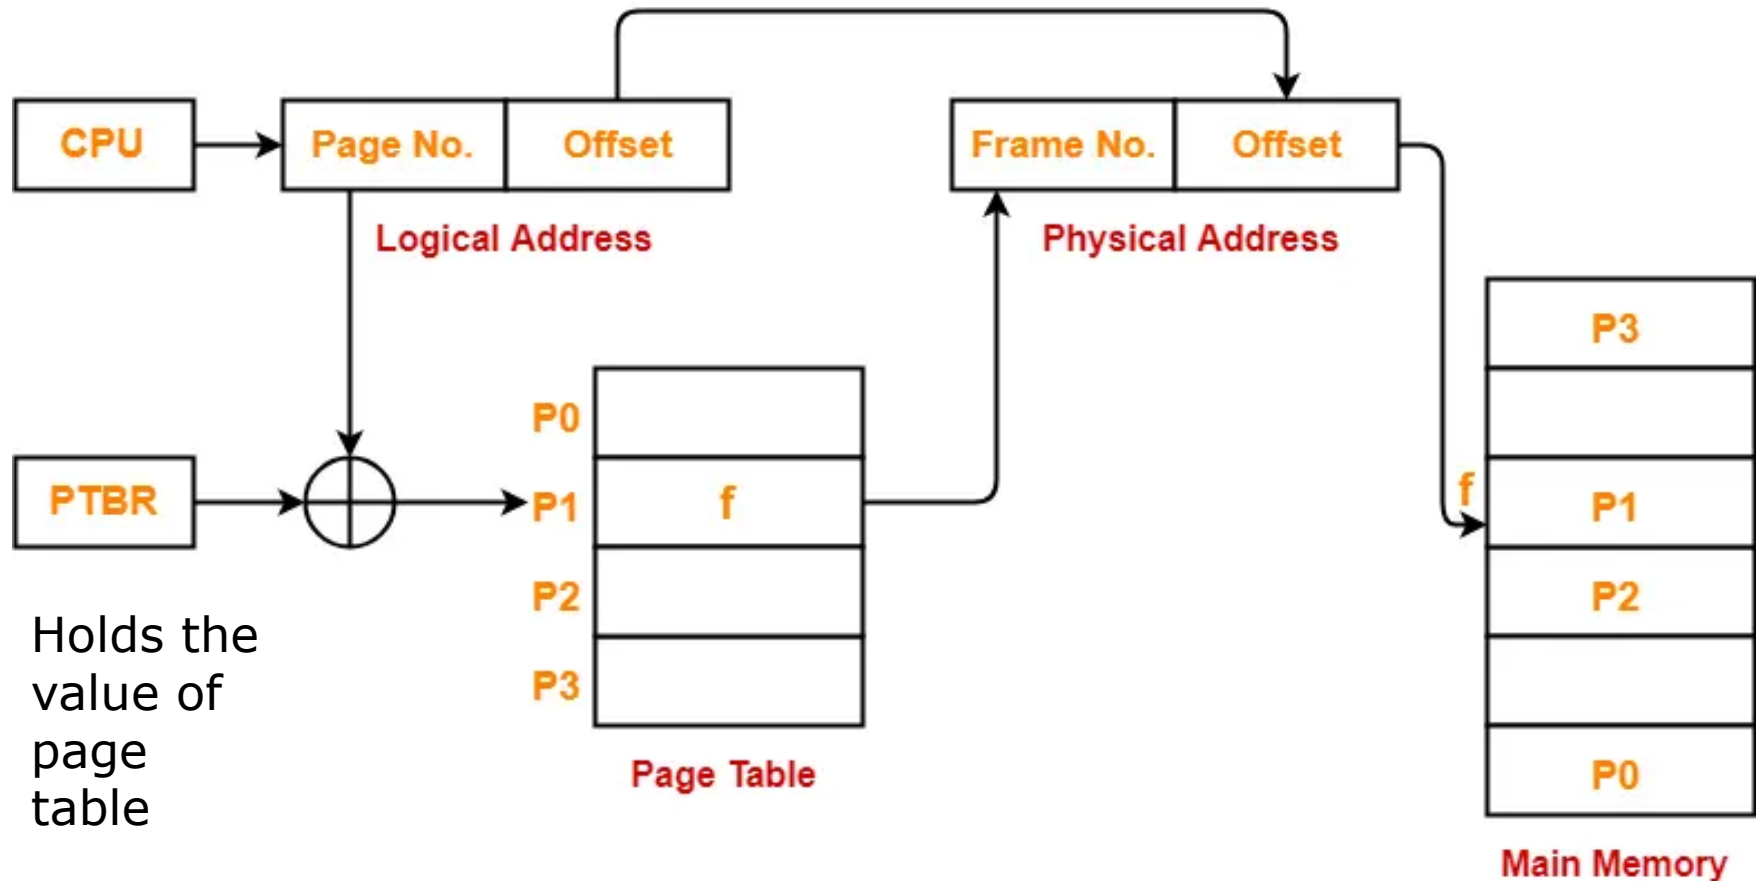 CPU
Page No.
Offset
Frame No.
Offset
Logical Address
Physical Address
P3
P0
PTBR
P1
f
f
P1
P2
P2
Holds the
value of
page
table
P3
Page Table
P0
Main Memory